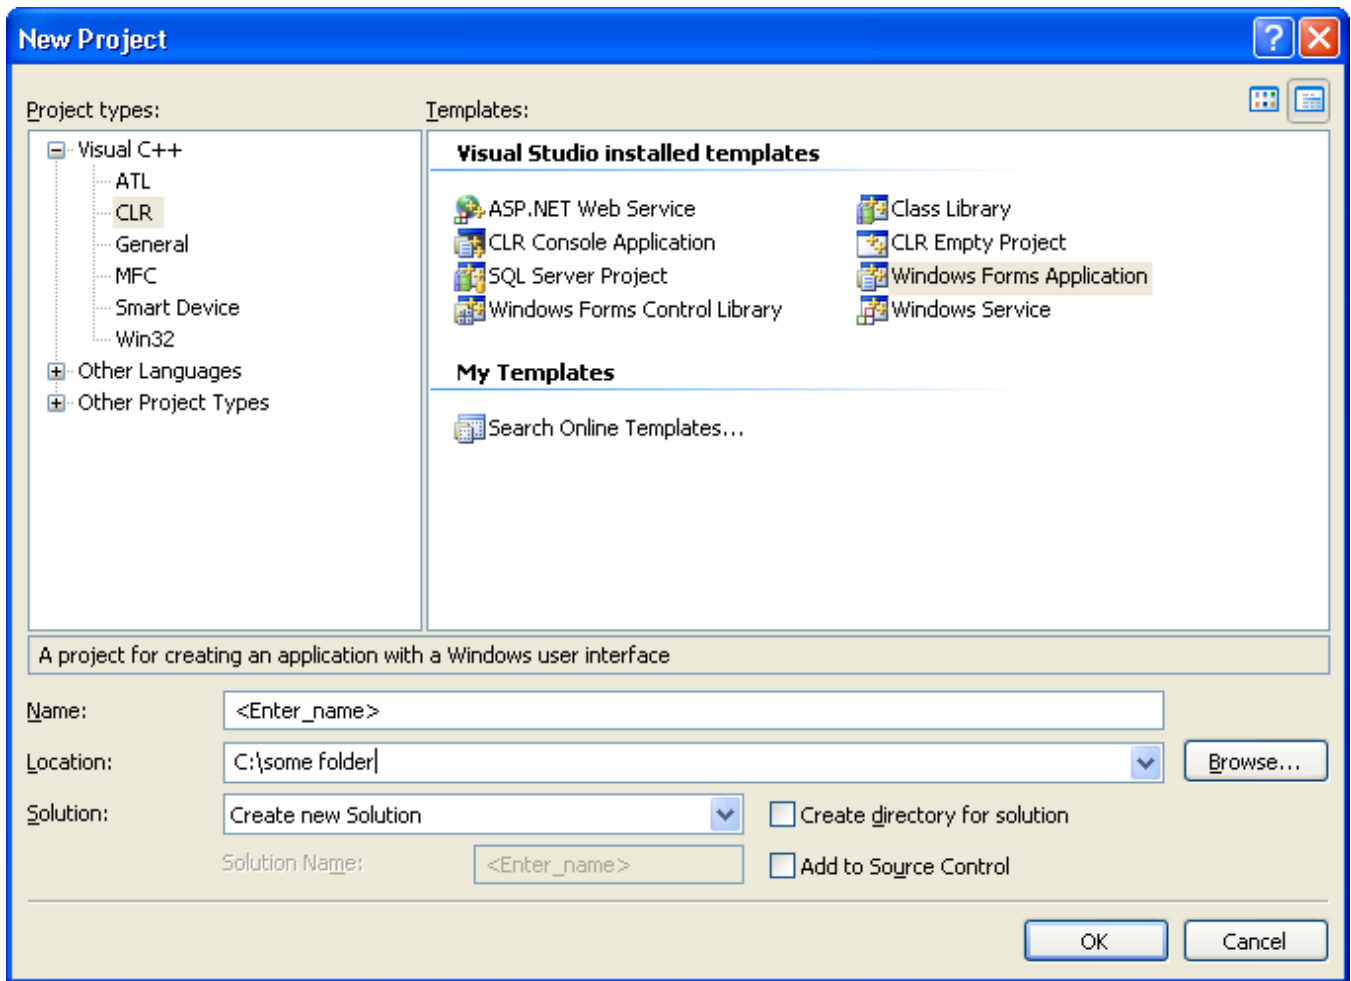 New Project
Project types:
Templates:
Visual C++
ATL
CLR
General
MFC
Smart Device
Win32
Other Languages
Other Project Types
Visual Studio installed templates
ASP.NET Web Service
Class Library
CLR Console Application
CLR Empty Project
SQL Server Project
Windows Forms Application
Windows Forms Control Library
Windows Service
My Templates
Search Online Templates...
A project for creating an application with a Windows user interface
Name:
<Enter_name>
Location:
C:\some folder
Browse...
Solution:
Create new Solution
Create directory for solution
Solution Name:
<Enter_name>
Add to Source Control
OK
Cancel